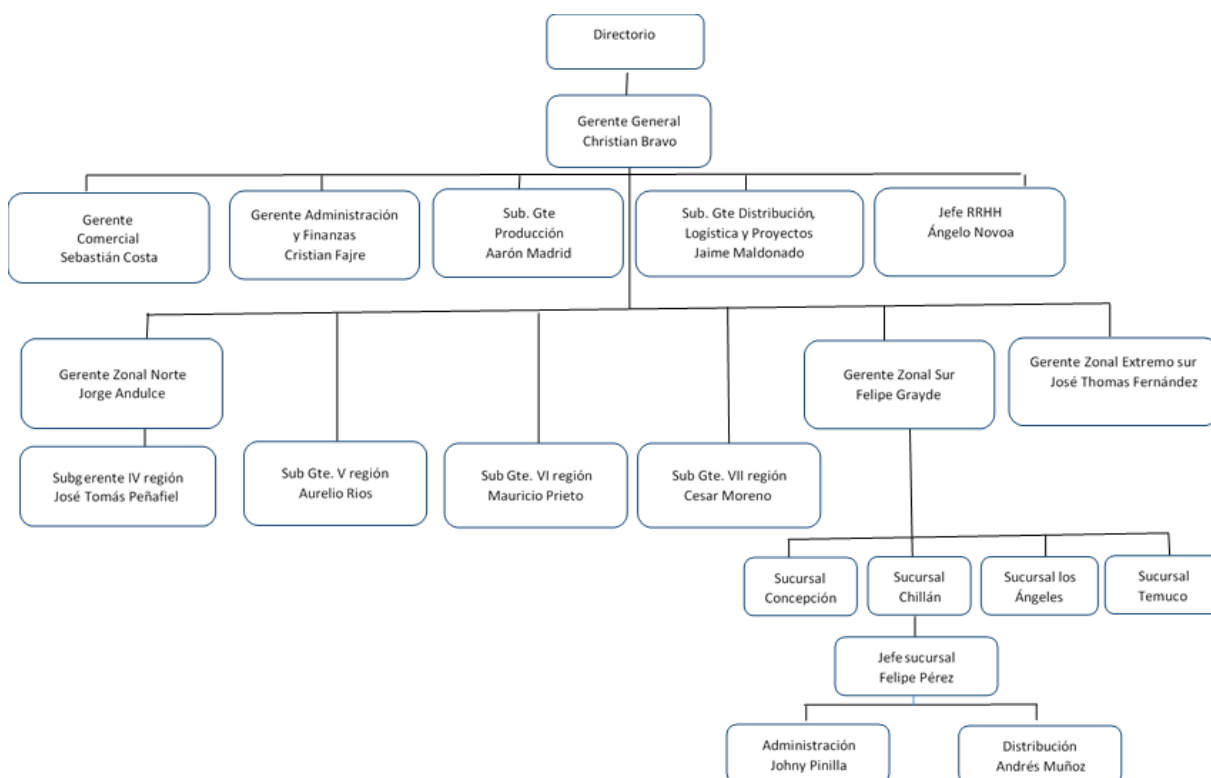 Directorio
Gerente General
Christian Bravo
Gerente
Comercial
Sebastián Costa
Gerente Administración
y Finanzas
Cristian Fajre
Sub. Gte
Producción
Aarón Madrid
Sub. Gte Distribución,
Logística y Proyectos
Jaime Maldonado
Jefe RRHH
Ángelo Novoa
Gerente Zonal Norte
Jorge Andulce
Gerente Zonal Sur
Felipe Grayde
Gerente Zonal Extremo sur
José Thomas Fernández
Subgerente IV región
José Tomás Peñafiel
Sub Gte. V región
Aurelio Rios
Sub Gte. VI región
Mauricio Prieto
Sub Gte. VII región
Cesar Moreno
Sucursal
Concepción
Sucursal
Chillán
Sucursal los
Ángeles
Sucursal
Temuco
Jefe sucursal
Felipe Pérez
Administración
Johny Pinilla
Distribución
Andrés Muñoz